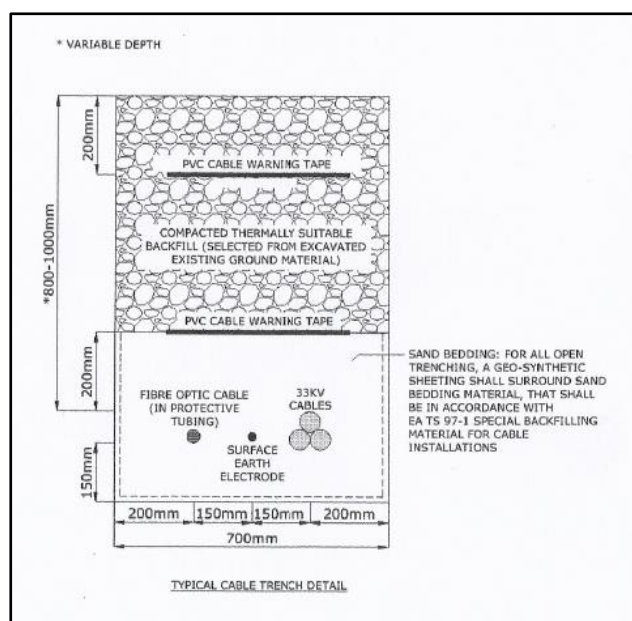 * VARIABLE DEPTH
200mm
PVC CABLE WARNING TAPE
*800-1000mm
COMPACTED THERMALLY SUITABLE
BACKFILL (SELECTED FROM EXCAVATED
EXISTING GROUND MATERIAL)
PVC CABLE WARNING TAPE
200mm
FIBRE OPTIC CABLE
(IN PROTECTIVE
TUBING)
33KV
CABLES
SURFACE
EARTH
ELECTRODE
SAND BEDDING: FOR ALL OPEN
TRENCHING, A GEO-SYNTHETIC
SHEETING SHALL SURROUND SAND
BEDDING MATERIAL, THAT SHALL
BE IN ACCORDANCE WITH
EA TS 97-1 SPECIAL BACKFILLING
MATERIAL FOR CABLE
INSTALLATIONS
150mm
200mm 150mm 150mm 200mm
700mm
TYPICAL CABLE TRENCH DETAIL